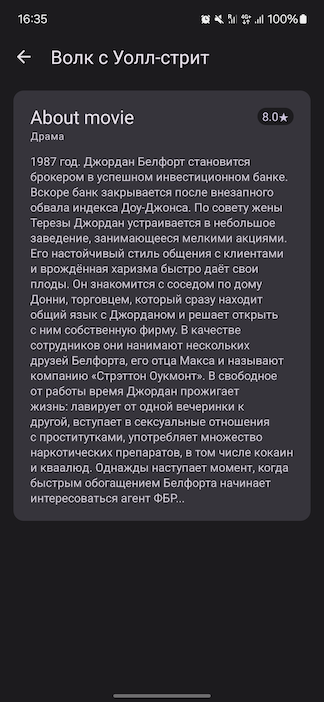 16:35
4G
100%
Волк с Уолл-стрит
About movie
8.0★
Драма
1987 год. Джордан Белфорт становится
брокером в успешном инвестиционном банке.
Вскоре банк закрывается после внезапного
обвала индекса Доу-Джонса. По совету жены
Терезы Джордан устраивается в небольшое
заведение, занимающееся мелкими акциями.
Его настойчивый стиль общения с клиентами
и врождённая харизма быстро даёт свои
плоды. Он знакомится с соседом по дому
Донни, торговцем, который сразу находит
общий язык с Джорданом и решает открыть
с ним собственную фирму. В качестве
сотрудников они нанимают нескольких
друзей Белфорта, его отца Макса и называют
компанию «Стрэттон Оукмонт». В свободное
от работы время Джордан прожигает
жизнь: лавирует от одной вечеринки к
другой, вступает в сексуальные отношения
с проститутками, употребляет множество
наркотических препаратов, в том числе кокаин
и кваалюд. Однажды наступает момент, когда
быстрым обогащением Белфорта начинает
интересоваться агент ФБР...